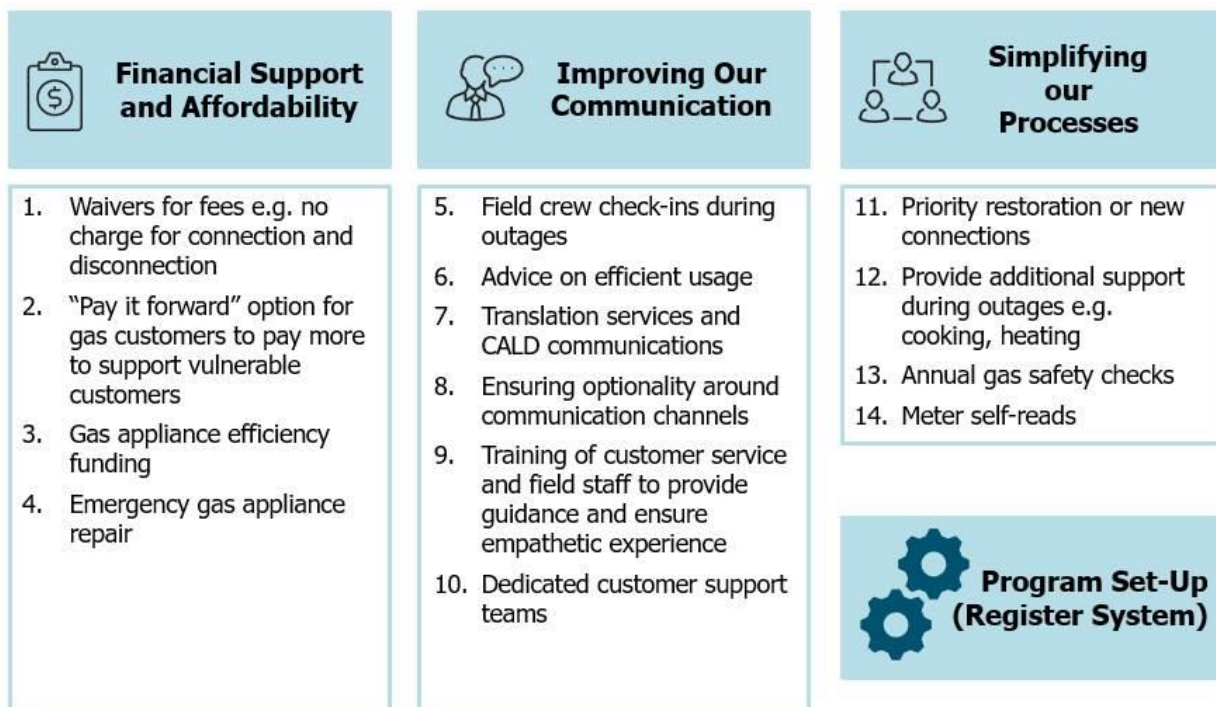 Financial Support
and Affordability
1. Waivers for fees e.g. no
charge for connection and
disconnection
2. “Pay it forward” option for
gas customers to pay more
to support vulnerable
customers
3. Gas appliance efficiency
funding
4. Emergency gas appliance
repair
Improving Our
Communication
5. Field crew check-ins during
outages
6. Advice on efficient usage
7. Translation services and
CALD communications
8. Ensuring optionality around
communication channels
9. Training of customer service
and field staff to provide
guidance and ensure
empathetic experience
10. Dedicated customer support
teams
Simplifying
our
Processes
11. Priority restoration or new
connections
12. Provide additional support
during outages e.g.
cooking, heating
13. Annual gas safety checks
14. Meter self-reads
Program Set-Up
(Register System)